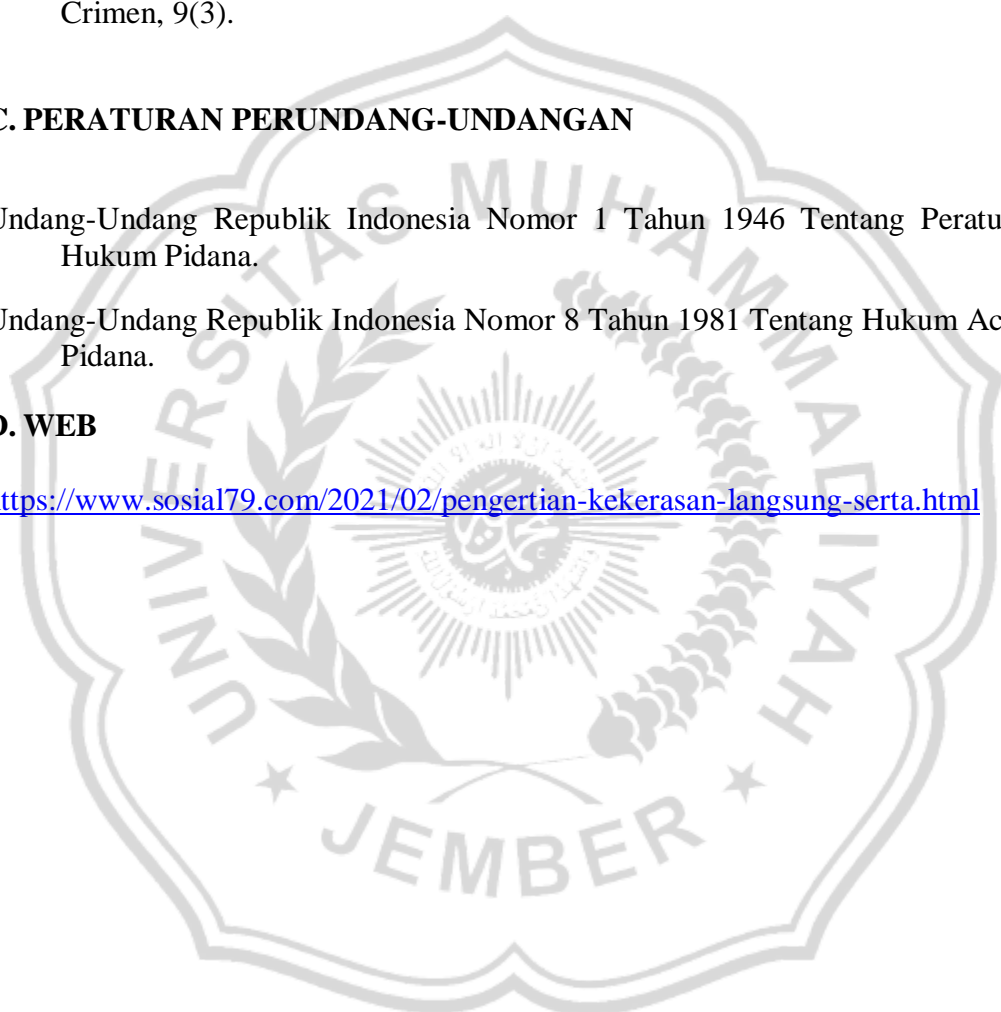 Crimen, 9(3).
C. PERATURAN PERUNDANG-UNDANGAN
Undang-Undang Republik Indonesia Nomor 1 Tahun 1946 Tentang Peratu
Hukum Pidana.
Undang-Undang Republik Indonesia Nomor 8 Tahun 1981 Tentang Hukum Ac
Pidana.
D. WEB
https://www.sosial79.com/2021/02/pengertian-kekerasan-langsung-serta.html
UNIVERSITAS MUHAMMADIYAH
JEMBER